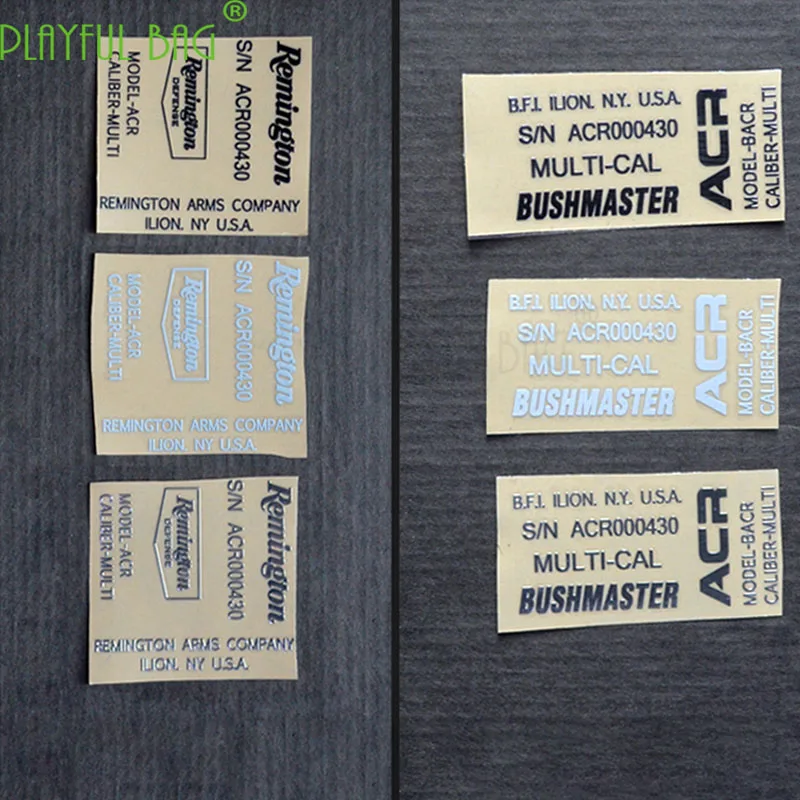 PLAYFUL BAG®
Remington
S/N ACR000430
Remington
DEFENSE
MODEL-ACR
CALIBER-MULTI
REMINGTON ARMS COMPANY
ILION. NY U.S.A.
Remington
S/N ACR000430
Remington
DEFENSE
MODEL-ACR
CALIBER-MULTI
REMINGTON ARMS COMPANY
ILION. NY U.S.A.
Remington
S/N ACR000430
Remington
DEFENSE
MODEL-ACR
CALIBER-MULTI
REMINGTON ARMS COMPANY
ILION. NY U.S.A.
B.F.I. ILION. N.Y. U.S.A.
S/N ACR000430
MULTI-CAL
BUSHMASTER
ACR
MODEL-BACR
CALIBER-MULTI
B.F.I. ILION. N.Y. U.S.A.
S/N ACR000430
MULTI-CAL
BUSHMASTER
ACR
MODEL-BACR
CALIBER-MULTI
B.F.I. ILION. N.Y. U.S.A.
S/N ACR000430
MULTI-CAL
BUSHMASTER
ACR
MODEL-BACR
CALIBER-MULTI